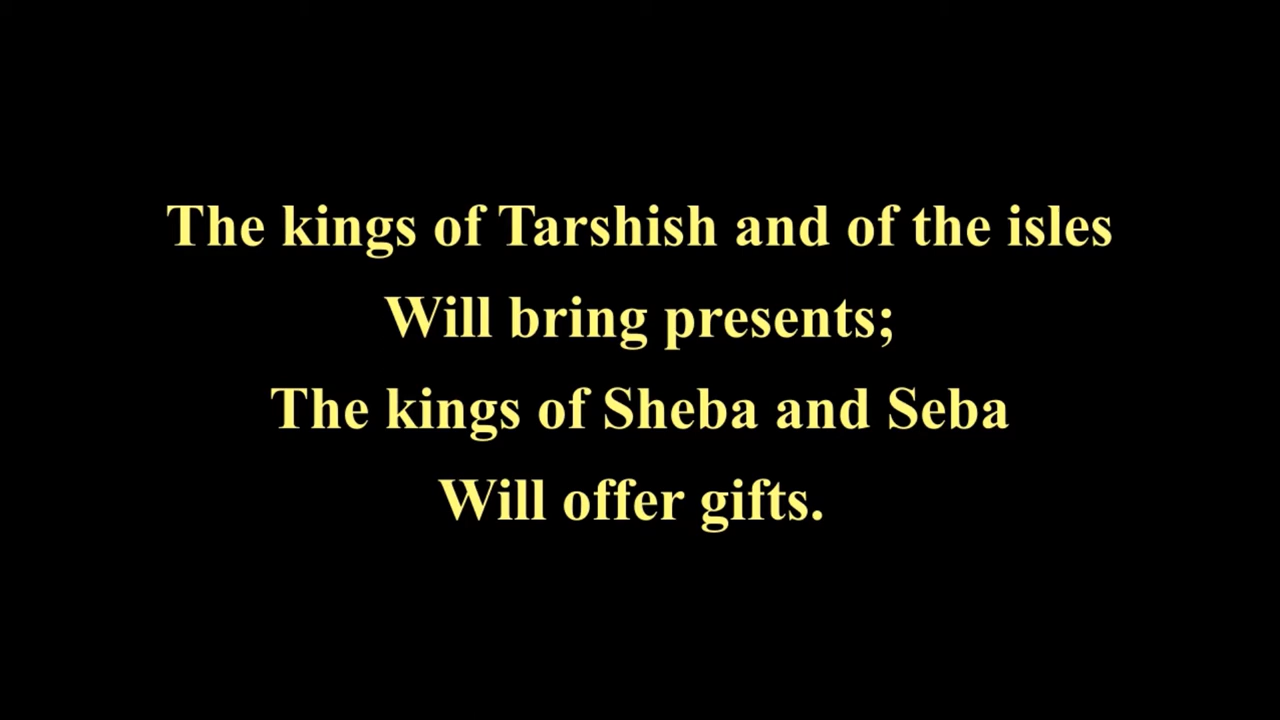 The kings of Tarshish and of the isles
Will bring presents;
The kings of Sheba and Seba
Will offer gifts.